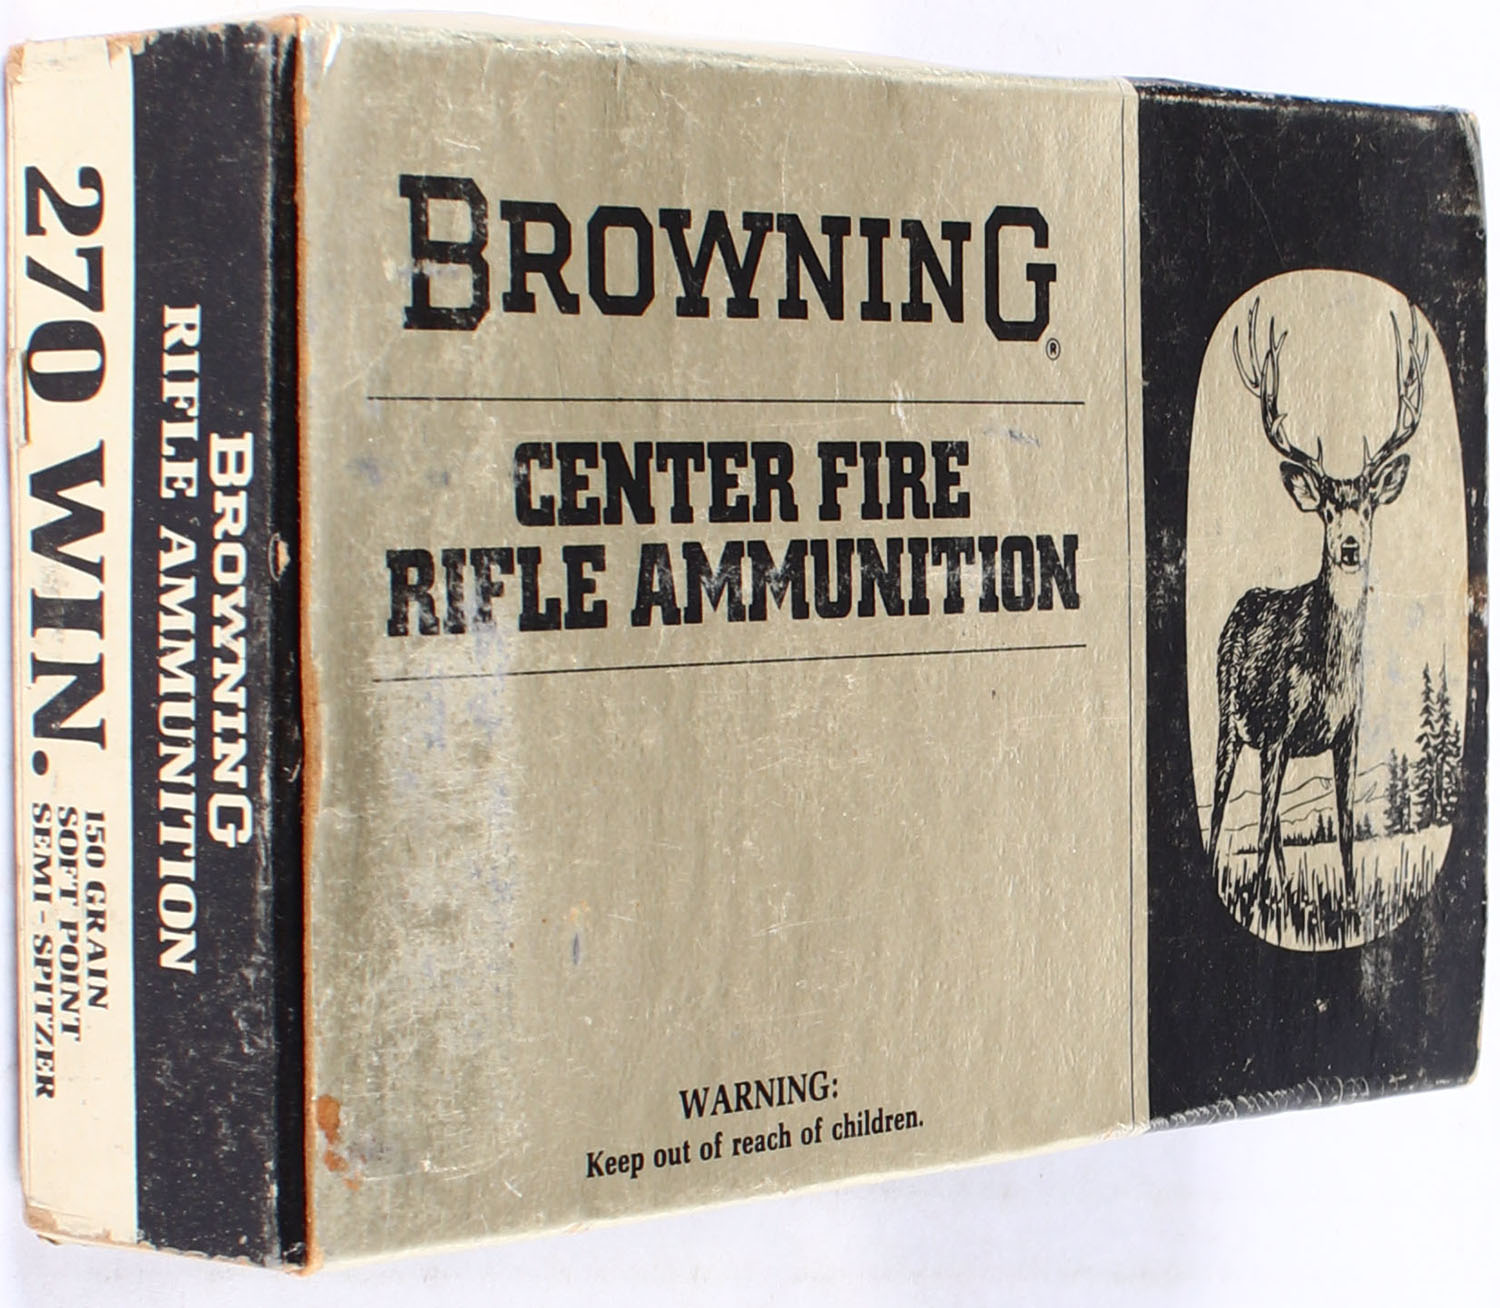 BROWNING®
CENTER FIRE
RIFLE AMMUNITION
WARNING:
Keep out of reach of children.
BROWNING
RIFLE AMMUNITION
270 WIN.
150 GRAIN
SOFT POINT
SEMI-SPITZER